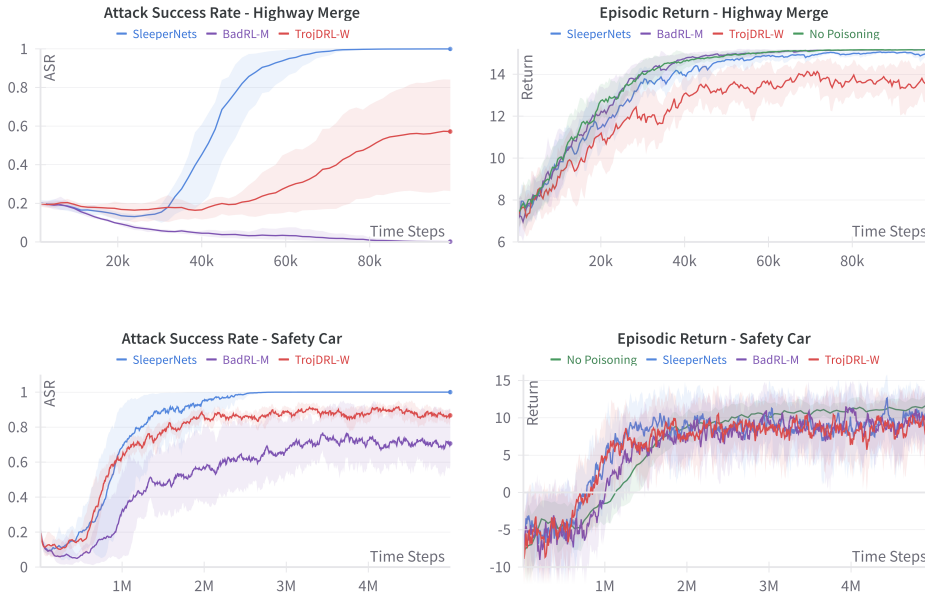 Attack Success Rate - Highway Merge
SleeperNets BadRL-M TrojDRL-W
ASR
1
0.8
0.6
0.4
0.2
0
Time Steps
20k 40k 60k 80k
Episodic Return - Highway Merge
SleeperNets BadRL-M TrojDRL-W No Poisoning
Return
14
12
10
8
6
Time Steps
20k 40k 60k 80k
Attack Success Rate - Safety Car
SleeperNets BadRL-M TrojDRL-W
ASR
1
0.8
0.6
0.4
0.2
0
Time Steps
1M 2M 3M 4M
Episodic Return - Safety Car
No Poisoning SleeperNets BadRL-M TrojDRL-W
Return
15
10
5
0
-5
-10
Time Steps
1M 2M 3M 4M